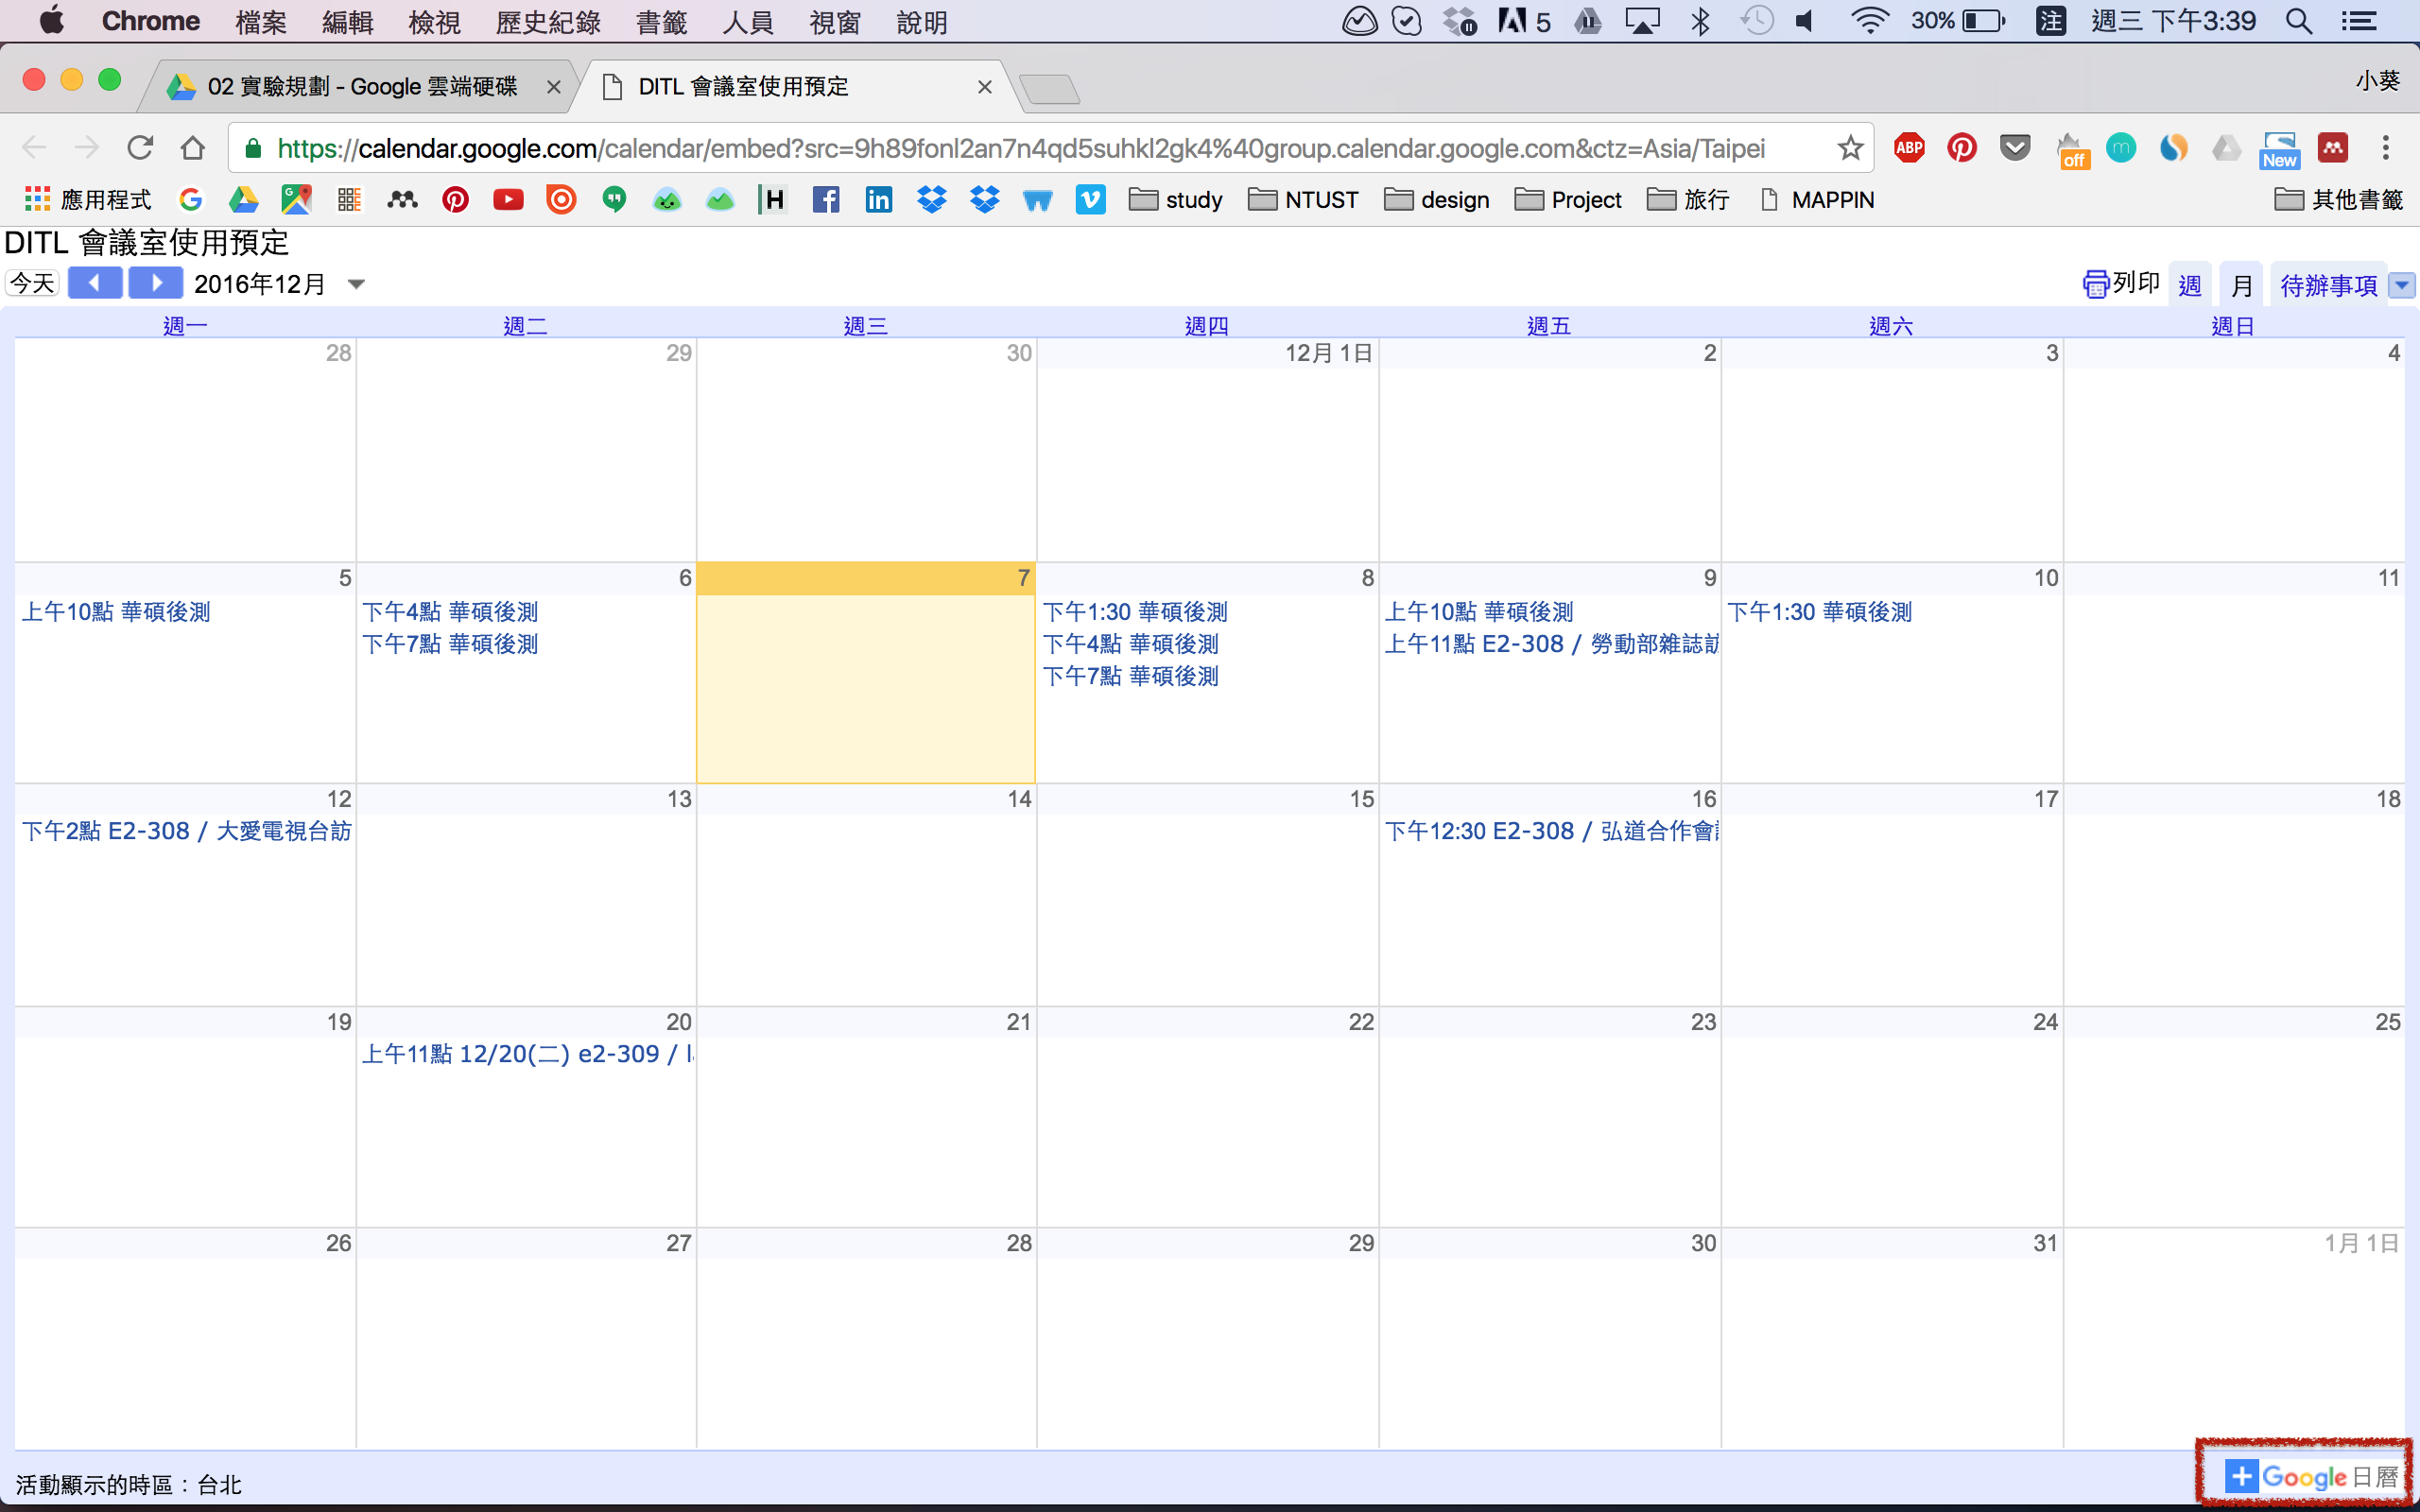 Chrome 檔案 編輯 檢視 歷史紀錄 書籤 人員 視窗 說明 5 30% 注 週三 下午3:39
02 實驗規劃 - Google 雲端硬碟 DITL 會議室使用預定 小葵
https://calendar.google.com/calendar/embed?src=9h89fonl2an7n4qd5suhkl2gk4%40group.calendar.google.com&ctz=Asia/Taipei ABP off m New
應用程式 H study NTUST design Project 旅行 MAPPIN 其他書籤
DITL 會議室使用預定
今天 2016年12月 列印 週 月 待辦事項
週一 週二 週三 週四 週五 週六 週日
28 29 30 12月 1日 2 3 4
5 6 7 8 9 10 11
上午10點 華碩後測 下午4點 華碩後測 下午1:30 華碩後測 上午10點 華碩後測 下午1:30 華碩後測
下午7點 華碩後測 下午4點 華碩後測 上午11點 E2-308 / 勞動部雜誌訪
下午7點 華碩後測
12 13 14 15 16 17 18
下午2點 E2-308 / 大愛電視台訪 下午12:30 E2-308 / 弘道合作會
19 20 21 22 23 24 25
上午11點 12/20(二) e2-309 /
26 27 28 29 30 31 1月 1日
活動顯示的時區：台北 Google日曆